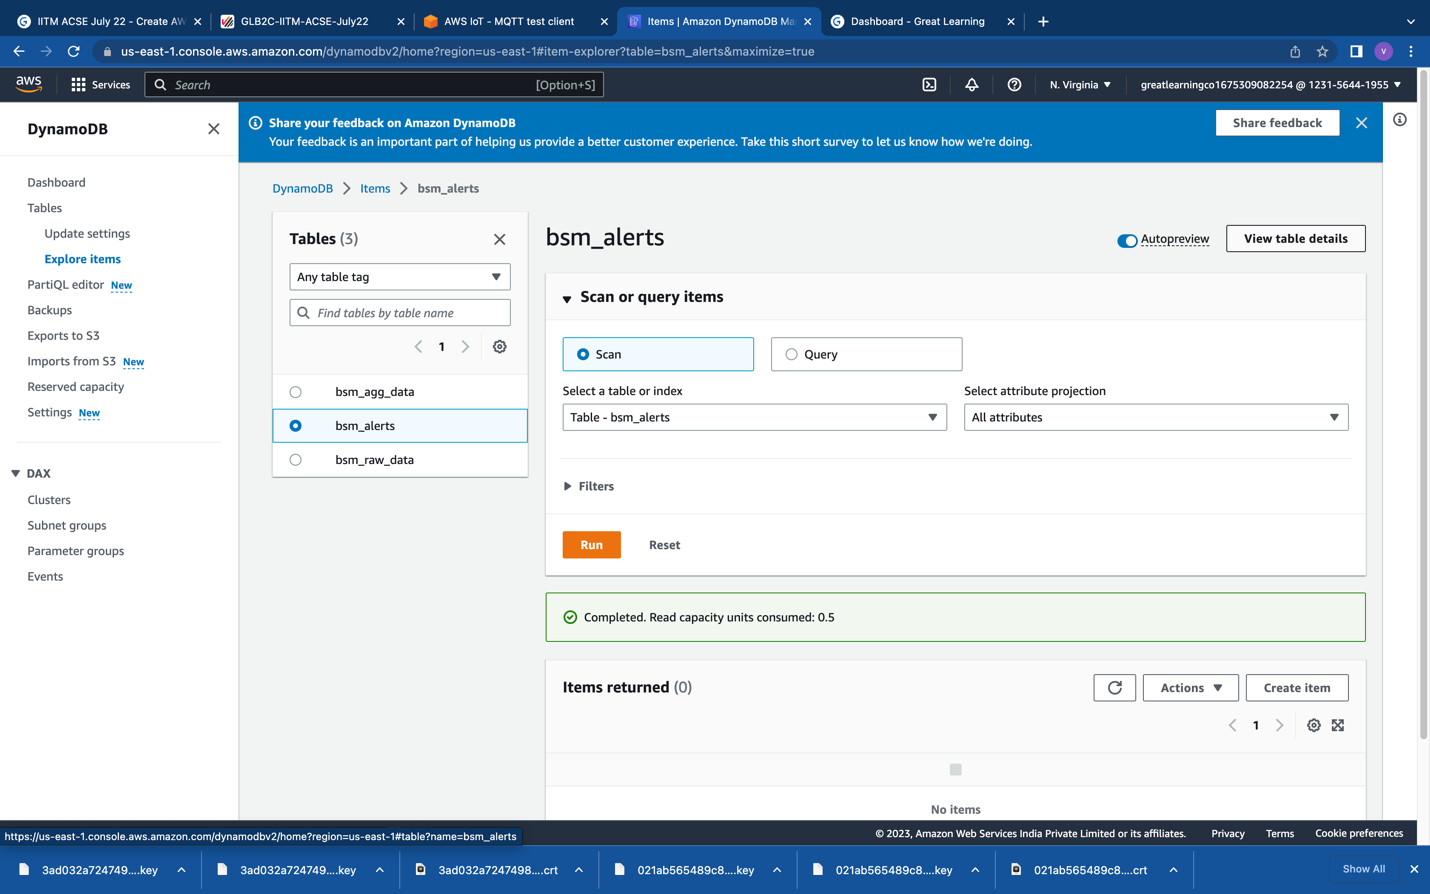 IITM ACSE July 22 - Create AW
GLB2C-IITM-ACSE-July22
AWS IoT - MQTT test client
Items | Amazon DynamoDB Ma
Dashboard - Great Learning
us-east-1.console.aws.amazon.com/dynamodbv2/home?region=us-east-1#item-explorer?table=bsm_alerts&maximize=true
V
aws
Services
Search
[Option+S]
N. Virginia
greatlearningco1675309082254 @ 1231-5644-1955
DynamoDB
Share your feedback on Amazon DynamoDB
Your feedback is an important part of helping us provide a better customer experience. Take this short survey to let us know how we're doing.
Share feedback
Dashboard
Tables
Update settings
Explore items
PartiQL editor New
Backups
Exports to S3
Imports from S3 New
Reserved capacity
Settings New
DAX
Clusters
Subnet groups
Parameter groups
Events
DynamoDB
Items
bsm_alerts
Tables (3)
Any table tag
Find tables by table name
1
bsm_agg_data
bsm_alerts
bsm_raw_data
bsm_alerts
Autopreview
View table details
Scan or query items
Scan
Query
Select a table or index
Table - bsm_alerts
Select attribute projection
All attributes
Filters
Run
Reset
Completed. Read capacity units consumed: 0.5
Items returned (0)
Actions
Create item
1
No items
https://us-east-1.console.aws.amazon.com/dynamodbv2/home?region=us-east-1#table?name=bsm_alerts
© 2023, Amazon Web Services India Private Limited or its affiliates.
Privacy
Terms
Cookie preferences
3ad032a724749....key
3ad032a724749....key
3ad032a7247498....crt
021ab565489c8....key
021ab565489c8....key
021ab565489c8....crt
Show All